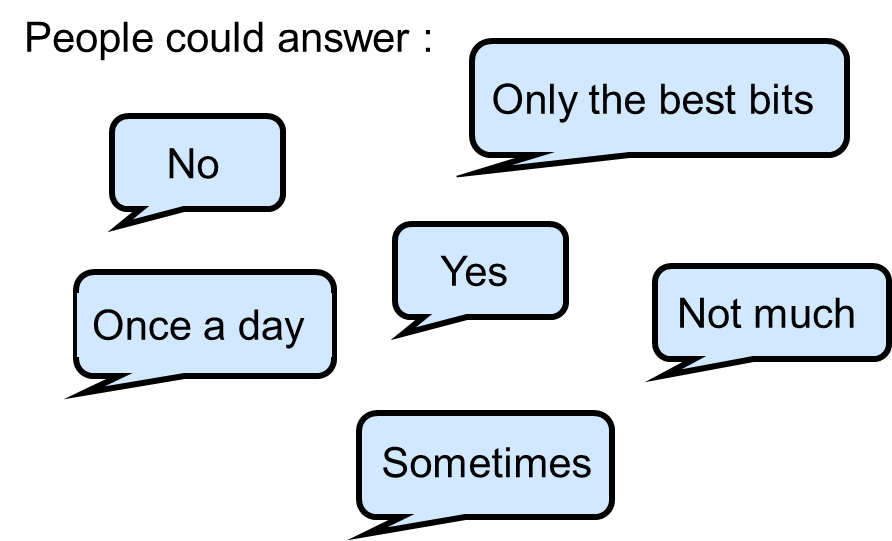 People could answer :
Only the best bits
No
Yes
Once a day
Not much
Sometimes